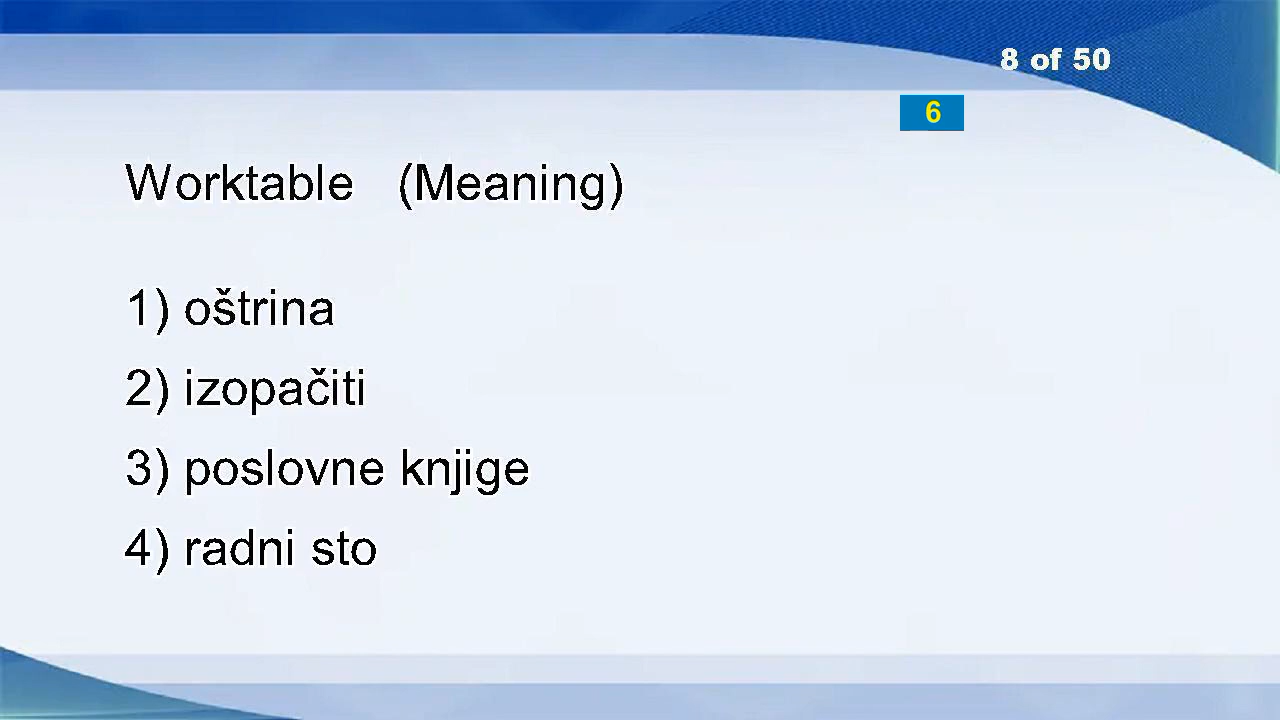 8 of 50
6
Worktable (Meaning)
1) oštrina
2) izopačiti
3) poslovne knjige
4) radni sto